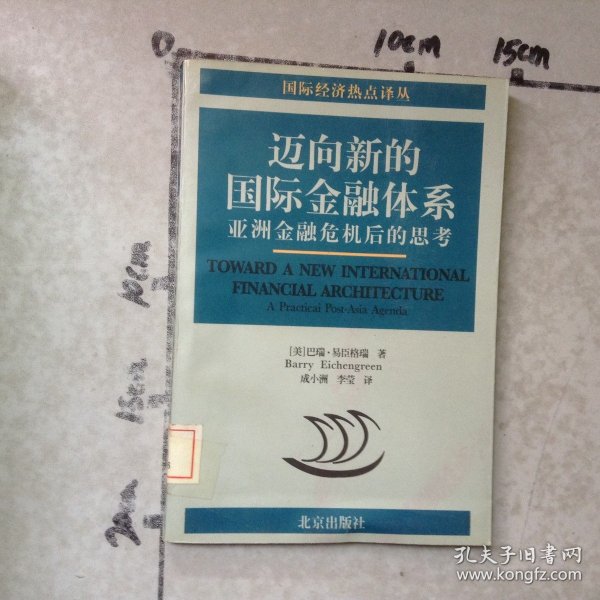 0
10cm
15cm
国际经济热点译丛
迈向新的
国际金融体系
亚洲金融危机后的思考
TOWARD A NEW INTERNATIONAL
FINANCIAL ARCHITECTURE
A Practical Post-Asia Agenda
[美]巴瑞·易臣格瑞 著
Barry Eichengreen
成小洲 李莹 译
北京出版社
10cm
15cm
20cm
6
孔夫子旧书网
www.kongfz.com